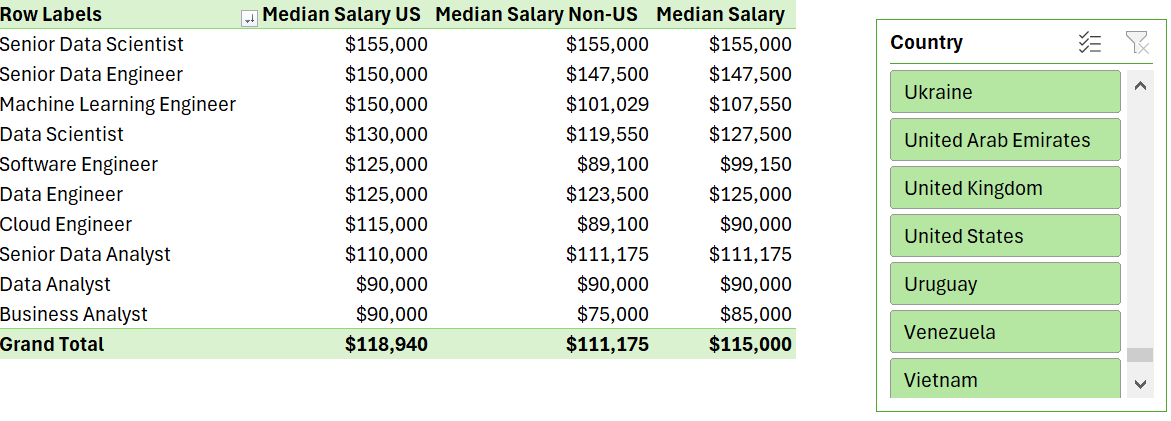 Row Labels Median Salary US Median Salary Non-US Median Salary
Senior Data Scientist $155,000 $155,000 $155,000
Senior Data Engineer $150,000 $147,500 $147,500
Machine Learning Engineer $150,000 $101,029 $107,550
Data Scientist $130,000 $119,550 $127,500
Software Engineer $125,000 $89,100 $99,150
Data Engineer $125,000 $123,500 $125,000
Cloud Engineer $115,000 $89,100 $90,000
Senior Data Analyst $110,000 $111,175 $111,175
Data Analyst $90,000 $90,000 $90,000
Business Analyst $90,000 $75,000 $85,000
Grand Total $118,940 $111,175 $115,000
Country
Ukraine
United Arab Emirates
United Kingdom
United States
Uruguay
Venezuela
Vietnam